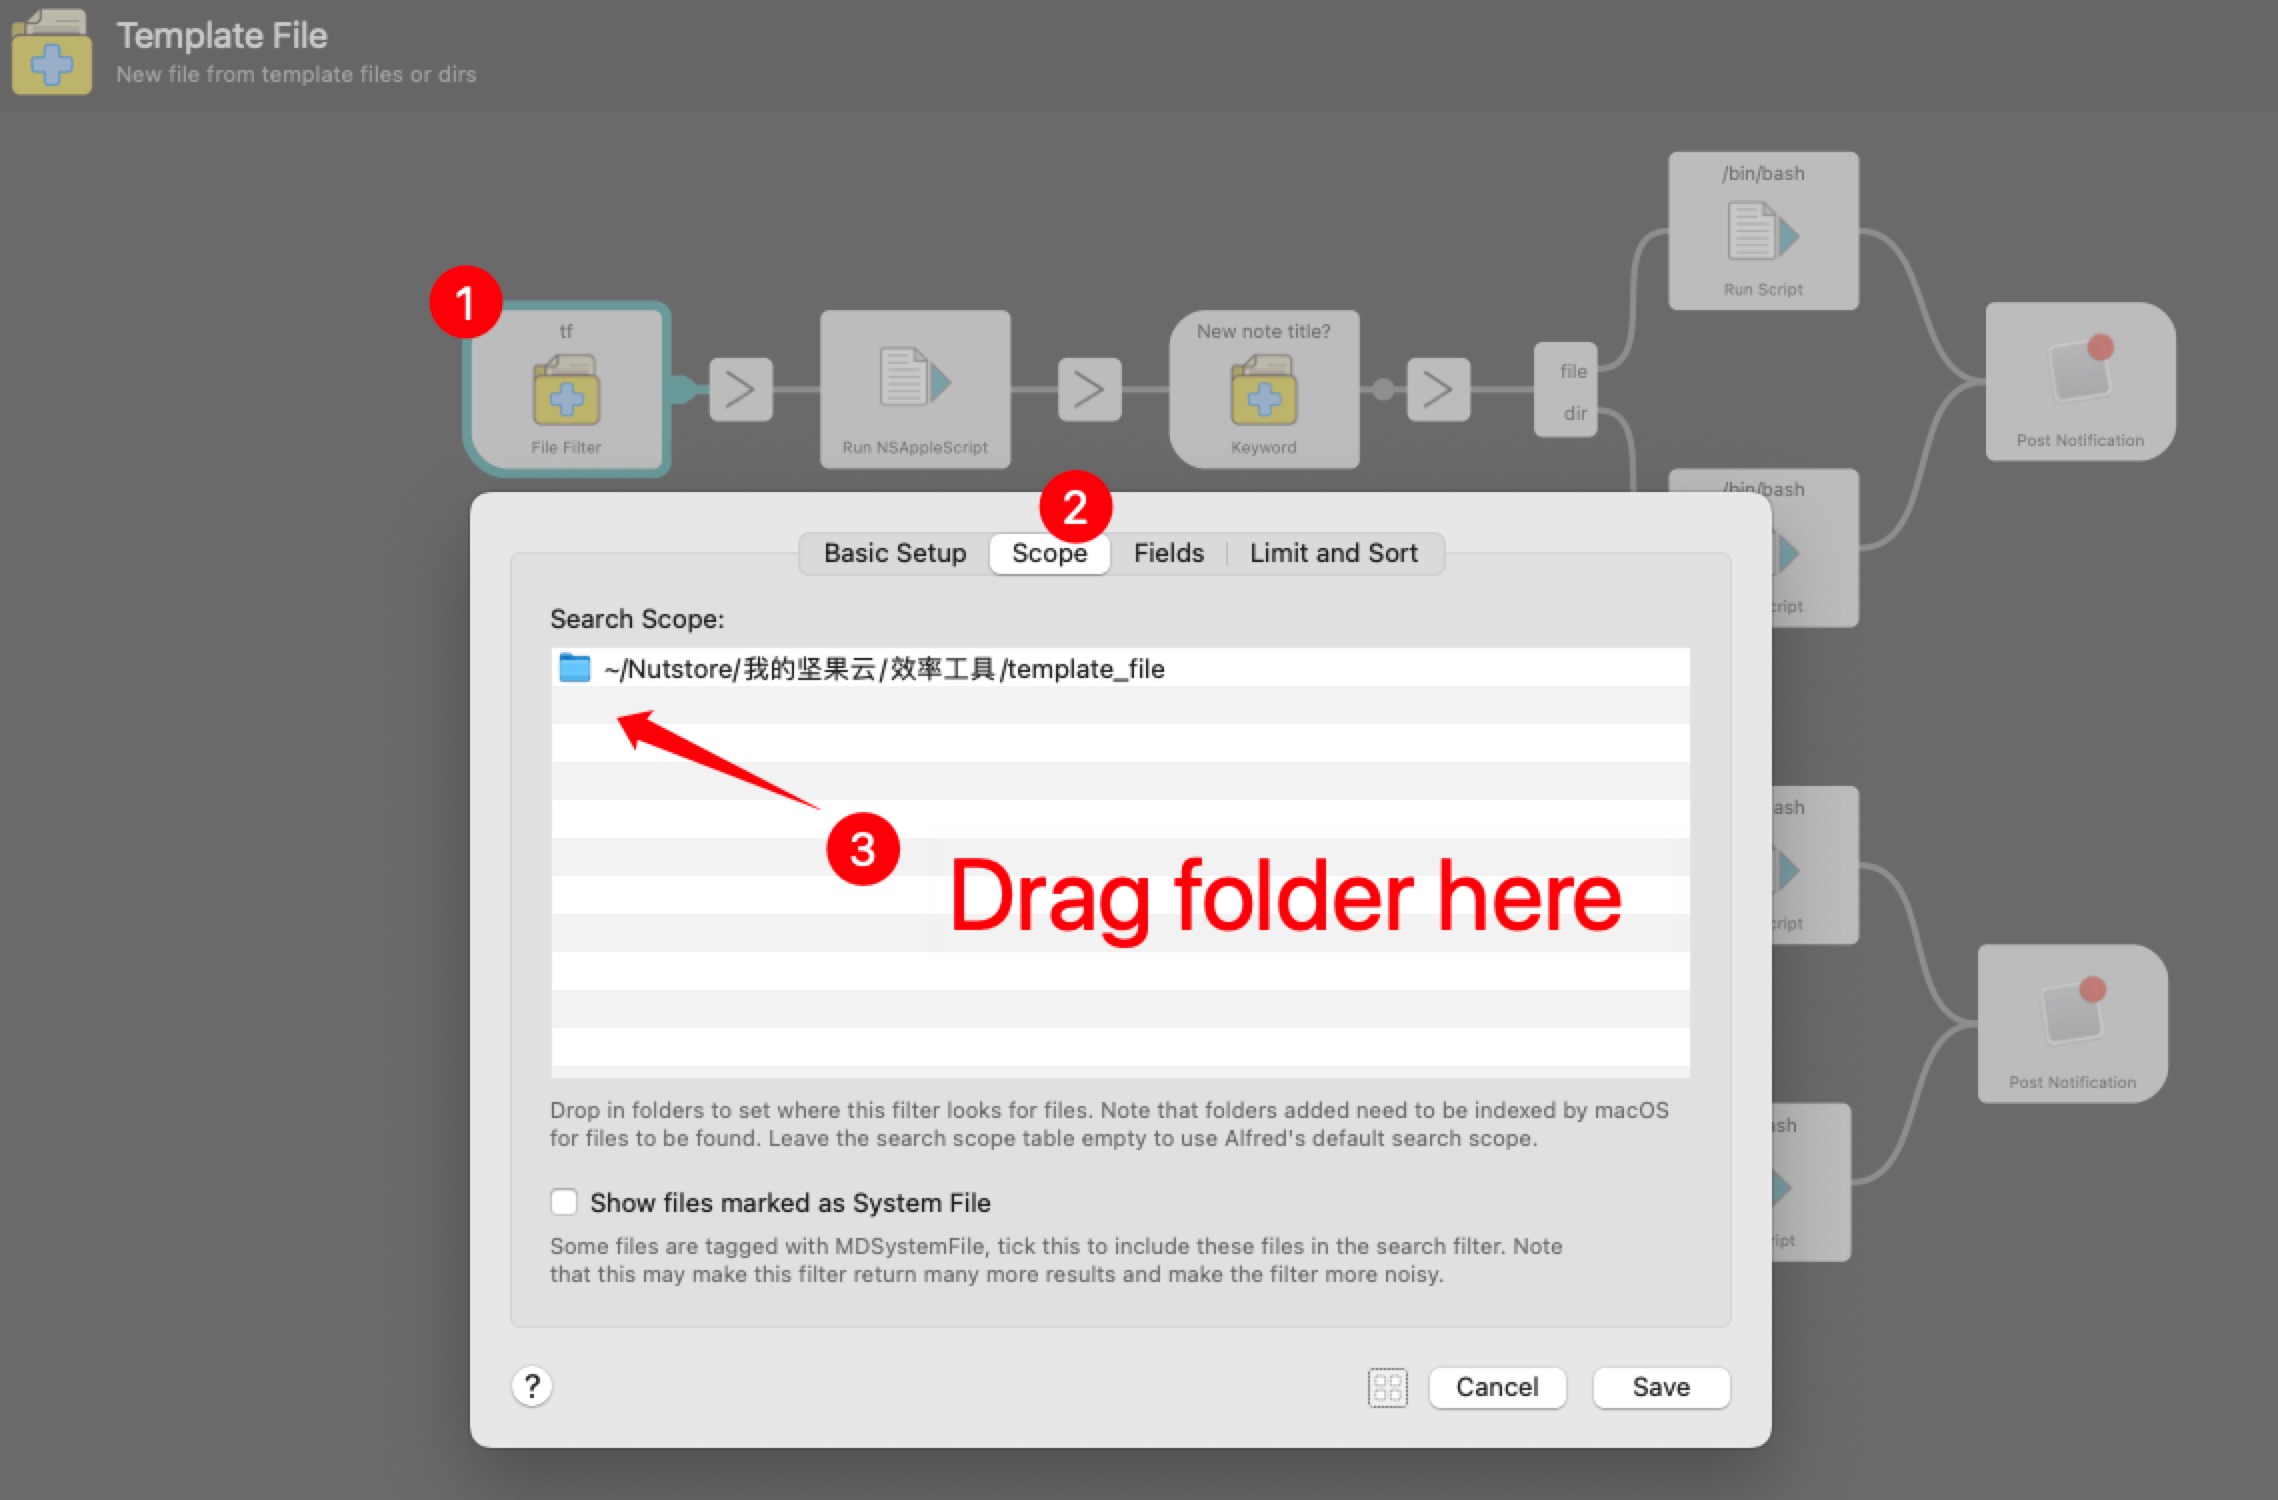 Template File
New file from template files or dirs
/bin/bash
Run Script
1
tf
File Filter
Run NSAppleScript
New note title?
Keyword
file
dir
Post Notification
/bin/bash
cript
2
Basic Setup
Scope
Fields
Limit and Sort
Search Scope:
~/Nutstore/我的坚果云/效率工具/template_file
3
Drag folder here
ash
cript
Post Notification
ash
ript
Drop in folders to set where this filter looks for files. Note that folders added need to be indexed by macOS
for files to be found. Leave the search scope table empty to use Alfred's default search scope.
Show files marked as System File
Some files are tagged with MDSystemFile, tick this to include these files in the search filter. Note
that this may make this filter return many more results and make the filter more noisy.
?
Cancel
Save